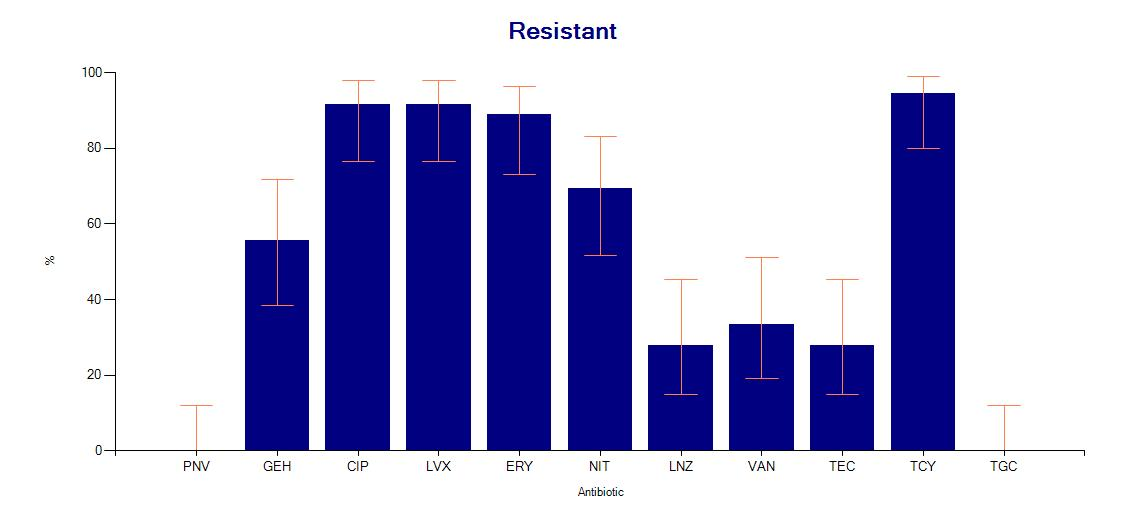 Resistant
100
80
60
40
20
0
%
PNV GEH CIP LVX ERY NIT LNZ VAN TEC TCY TGC
Antibiotic